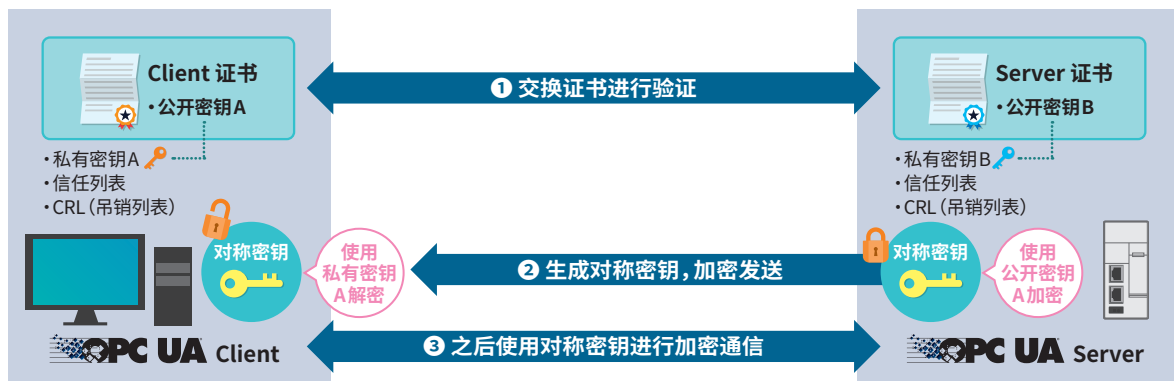 Client 证书
・公开密钥A
・私有密钥A
・信任列表
・CRL(吊销列表)
❶ 交换证书进行验证
Server 证书
・公开密钥B
・私有密钥B
・信任列表
・CRL(吊销列表)
对称密钥
使用
私有密钥
A解密
❷ 生成对称密钥，加密发送
对称密钥
使用
公开密钥
A加密
OPC UA Client
❸ 之后使用对称密钥进行加密通信
OPC UA Server